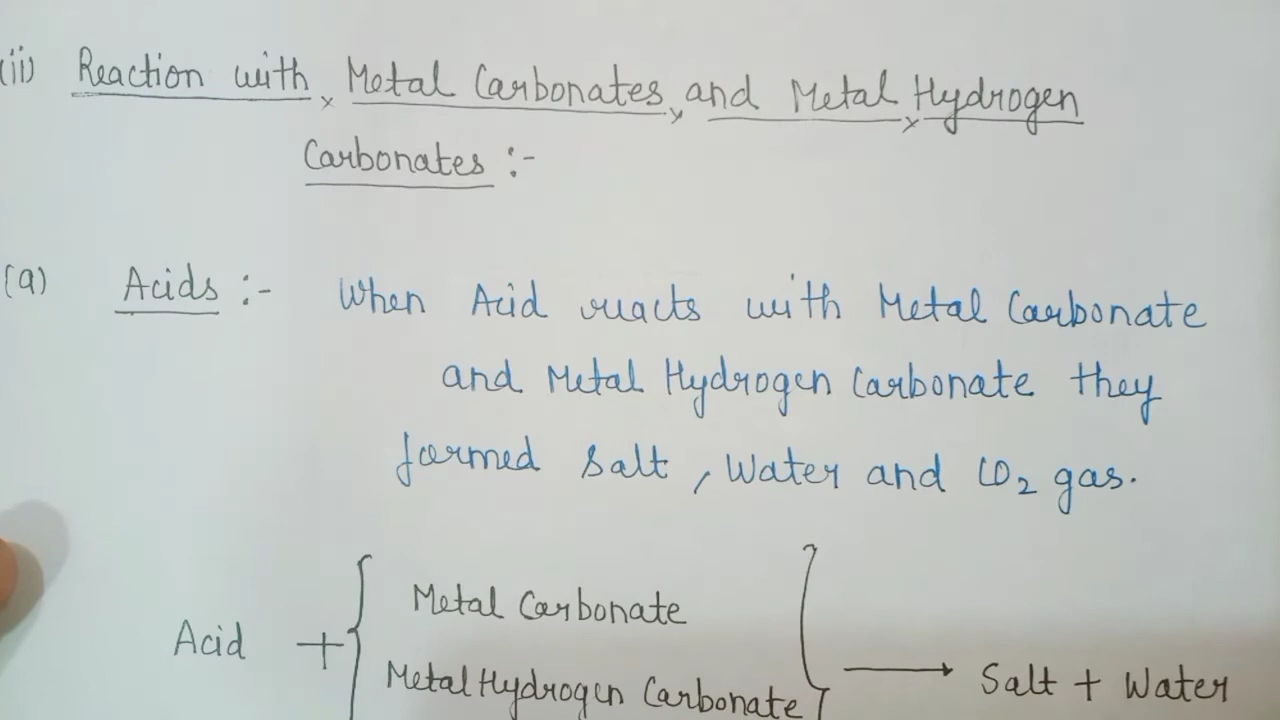 (ii) Reaction with Metal Carbonates and Metal Hydrogen
Carbonates :-
(a) Acids :- When Acid reacts with Metal Carbonate
and Metal Hydrogen Carbonate they
formed Salt, Water and CO₂ gas.
Acid + { Metal Carbonate
Metal Hydrogen Carbonate } → Salt + Water